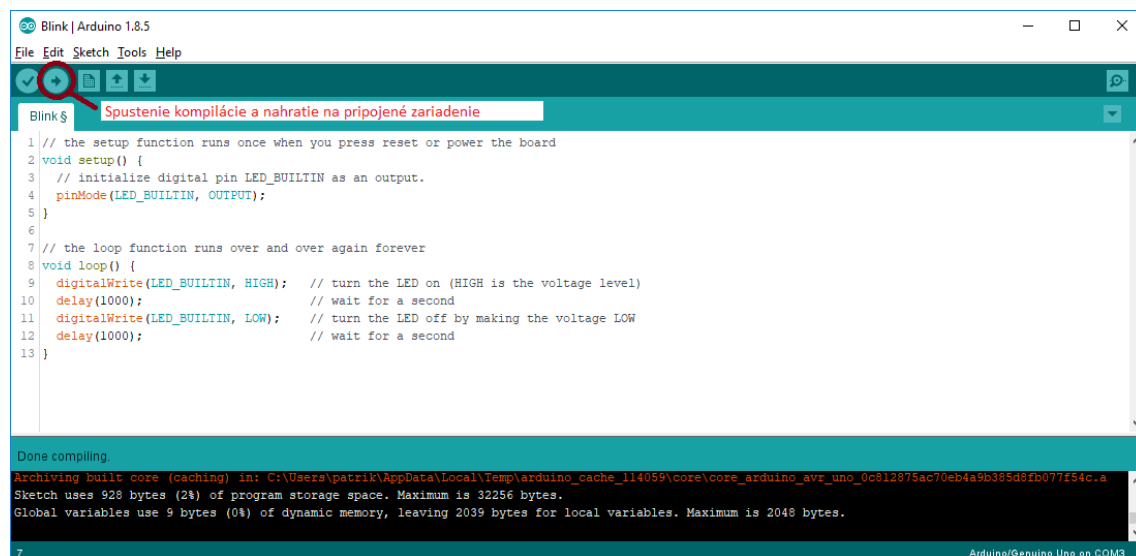 Blink | Arduino 1.8.5
File Edit Sketch Tools Help
Spustenie kompilácie a nahratie na pripojené zariadenie
Blink §
1 // the setup function runs once when you press reset or power the board
2 void setup() {
3   // initialize digital pin LED_BUILTIN as an output.
4   pinMode(LED_BUILTIN, OUTPUT);
5 }
6
7 // the loop function runs over and over again forever
8 void loop() {
9   digitalWrite(LED_BUILTIN, HIGH);   // turn the LED on (HIGH is the voltage level)
10   delay(1000);                       // wait for a second
11   digitalWrite(LED_BUILTIN, LOW);    // turn the LED off by making the voltage LOW
12   delay(1000);                       // wait for a second
13 }
Done compiling.
Archiving built core (caching) in: C:\Users\patrik\AppData\Local\Temp\arduino_cache_114059\core\core_arduino_avr_uno_0c812875ac70eb4a9b385d8fb077f54c.a
Sketch uses 928 bytes (2%) of program storage space. Maximum is 32256 bytes.
Global variables use 9 bytes (0%) of dynamic memory, leaving 2039 bytes for local variables. Maximum is 2048 bytes.
7 Arduino/Genuino Uno on COM3